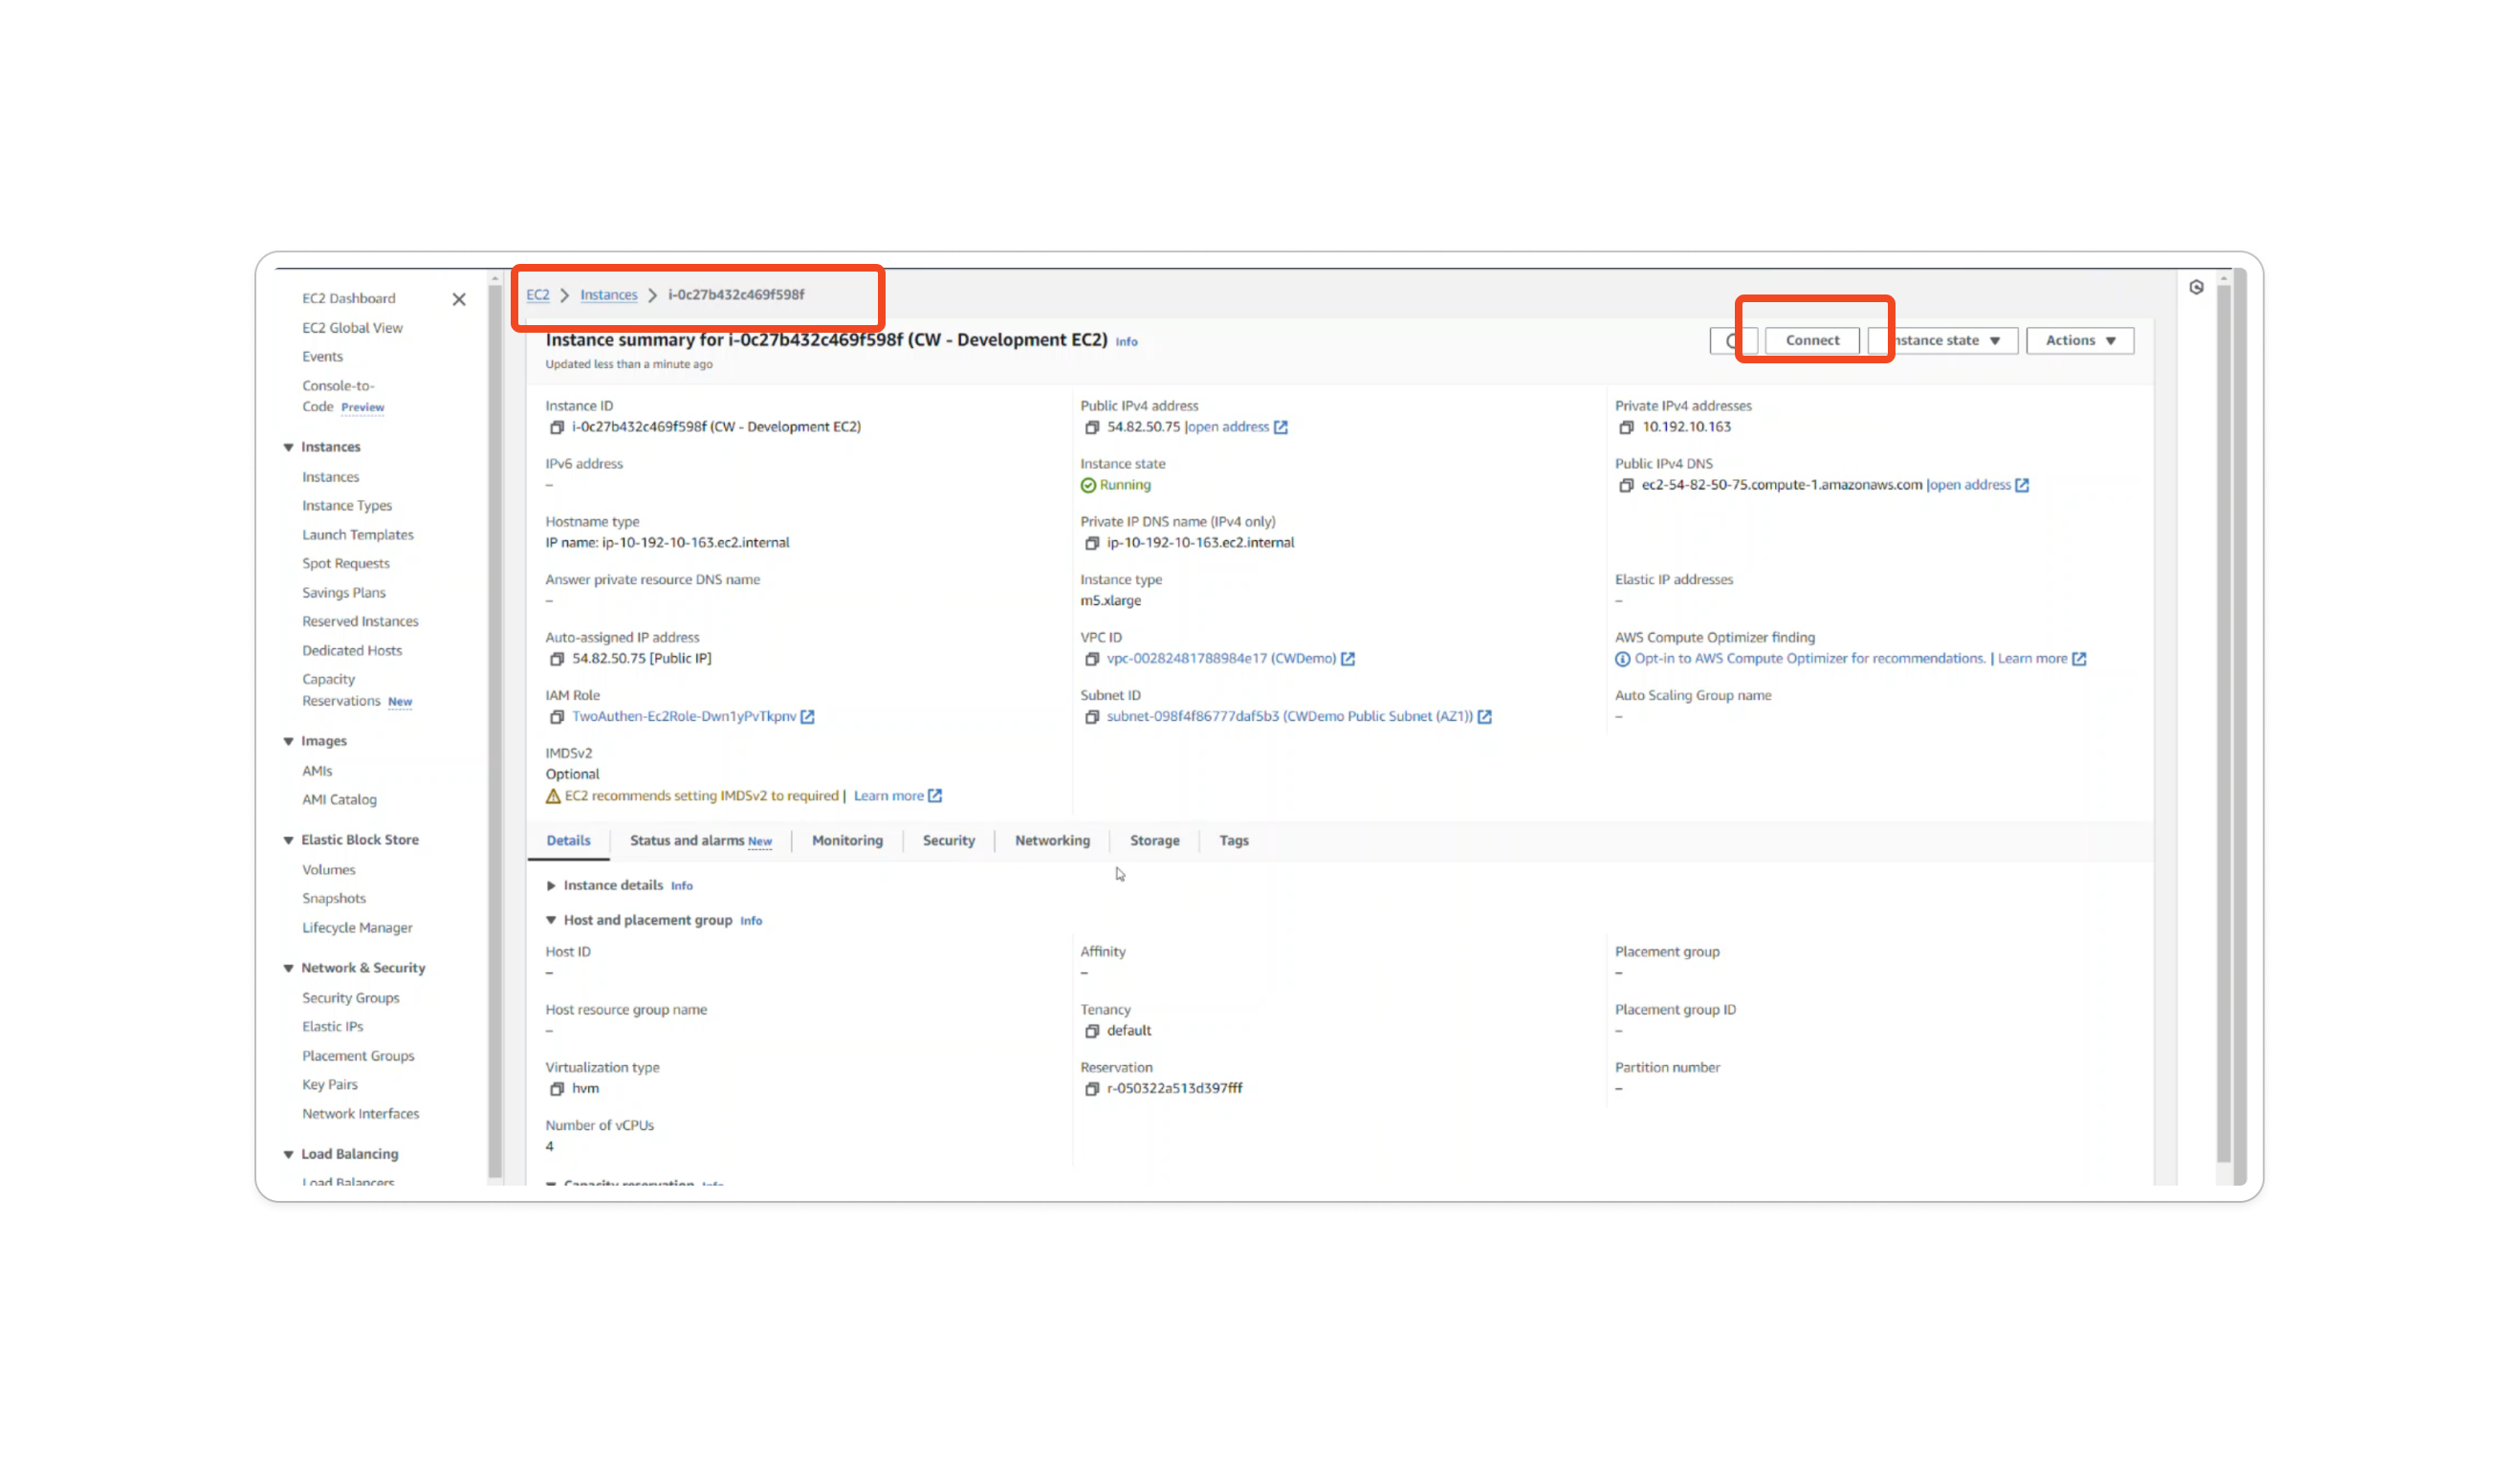 EC2 Dashboard
EC2 Global View
Events
Console-to-
Code Preview
Instances
Instances
Instance Types
Launch Templates
Spot Requests
Savings Plans
Reserved Instances
Dedicated Hosts
Capacity
Reservations New
Images
AMIs
AMI Catalog
Elastic Block Store
Volumes
Snapshots
Lifecycle Manager
Network & Security
Security Groups
Elastic IPs
Placement Groups
Key Pairs
Network Interfaces
Load Balancing
Load Balancers
EC2 > Instances > i-0c27b432c469f598f
Instance summary for i-0c27b432c469f598f (CW - Development EC2) Info
Updated less than a minute ago
Connect
nstance state
Actions
Instance ID
i-0c27b432c469f598f (CW - Development EC2)
Public IPv4 address
54.82.50.75 |open address
Private IPv4 addresses
10.192.10.163
IPv6 address
–
Instance state
Running
Public IPv4 DNS
ec2-54-82-50-75.compute-1.amazonaws.com |open address
Hostname type
IP name: ip-10-192-10-163.ec2.internal
Private IP DNS name (IPv4 only)
ip-10-192-10-163.ec2.internal
Answer private resource DNS name
–
Instance type
m5.xlarge
Elastic IP addresses
–
Auto-assigned IP address
54.82.50.75 [Public IP]
VPC ID
vpc-00282481788984e17 (CWDemo)
AWS Compute Optimizer finding
Opt-in to AWS Compute Optimizer for recommendations. | Learn more
IAM Role
TwoAuthen-Ec2Role-Dwn1yPvTkpnv
Subnet ID
subnet-098f4f86777daf5b3 (CWDemo Public Subnet (AZ1))
Auto Scaling Group name
–
IMDSv2
Optional
EC2 recommends setting IMDSv2 to required | Learn more
Details
Status and alarms New
Monitoring
Security
Networking
Storage
Tags
Instance details Info
Host and placement group Info
Host ID
–
Affinity
–
Placement group
–
Host resource group name
–
Tenancy
default
Placement group ID
–
Virtualization type
hvm
Reservation
r-050322a513d397fff
Partition number
–
Number of vCPUs
4
Capacity reservation Info